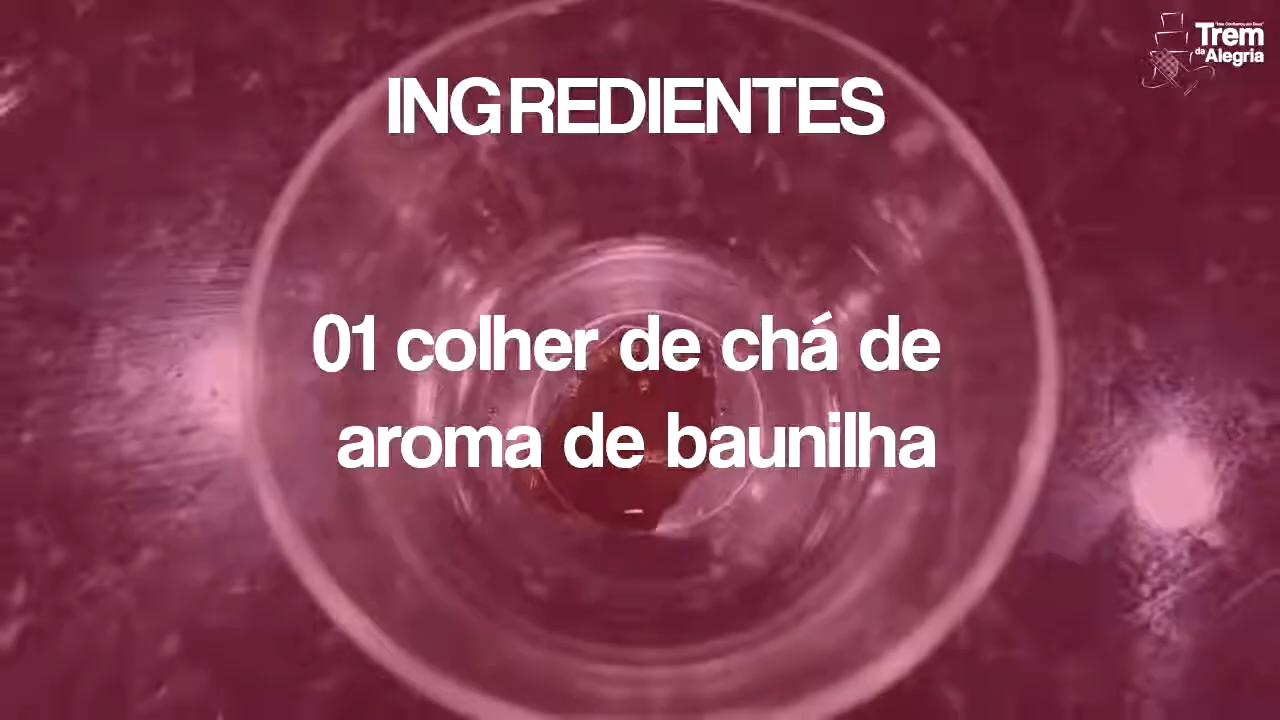 Trem
da Alegria
INGREDIENTES
01 colher de chá de
aroma de baunilha